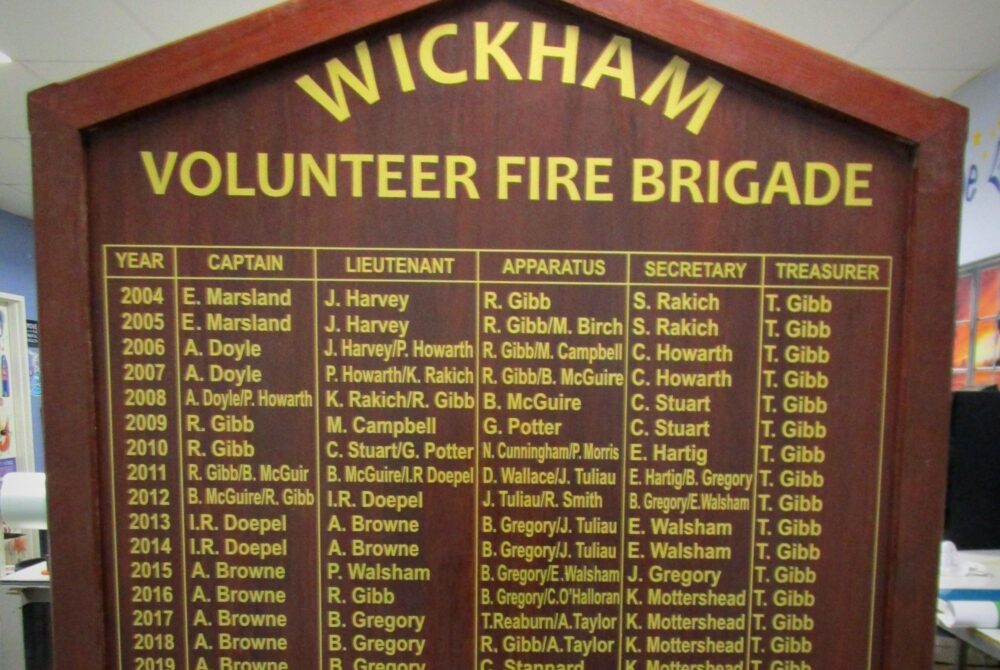 WICKHAM
VOLUNTEER FIRE BRIGADE
YEAR CAPTAIN LIEUTENANT APPARATUS SECRETARY TREASURER
2004 E. Marsland J. Harvey R. Gibb S. Rakich T. Gibb
2005 E. Marsland J. Harvey R. Gibb/M. Birch S. Rakich T. Gibb
2006 A. Doyle J. Harvey/P. Howarth R. Gibb/M. Campbell C. Howarth T. Gibb
2007 A. Doyle P. Howarth/K. Rakich R. Gibb/B. McGuire C. Howarth T. Gibb
2008 A. Doyle/P. Howarth K. Rakich/R. Gibb B. McGuire C. Stuart T. Gibb
2009 R. Gibb M. Campbell G. Potter C. Stuart T. Gibb
2010 R. Gibb C. Stuart/G. Potter N. Cunningham/P. Morris E. Hartig T. Gibb
2011 R. Gibb/B. McGuir B. McGuire/I.R Doepel D. Wallace/J. Tuliau E. Hartig/B. Gregory T. Gibb
2012 B. McGuire/R. Gibb I.R. Doepel J. Tuliau/R. Smith B. Gregory/E.Walsham T. Gibb
2013 I.R. Doepel A. Browne B. Gregory/J. Tuliau E. Walsham T. Gibb
2014 I.R. Doepel A. Browne B. Gregory/J. Tuliau E. Walsham T. Gibb
2015 A. Browne P. Walsham B. Gregory/E.Walsham J. Gregory T. Gibb
2016 A. Browne R. Gibb B. Gregory/C.O'Halloran K. Mottershead T. Gibb
2017 A. Browne B. Gregory T.Reaburn/A.Taylor K. Mottershead T. Gibb
2018 A. Browne B. Gregory R. Gibb/A.Taylor K. Mottershead T. Gibb
2019 A. Browne B. Gregory C. Stannard K. Mottershead T. Gibb